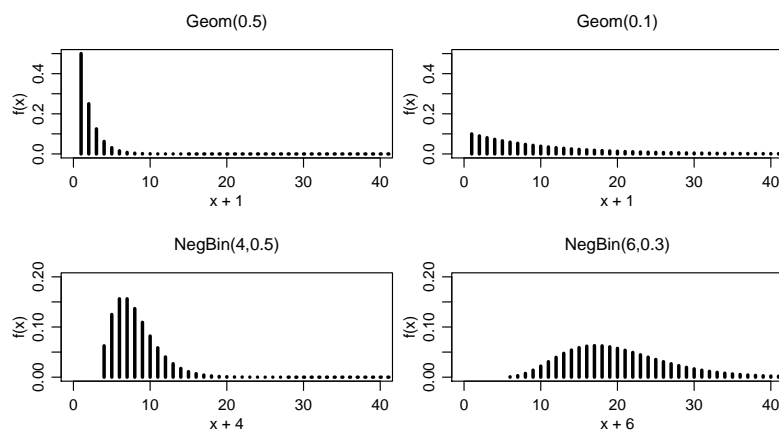 Geom(0.5)
f(x)
0.0 0.2 0.4
0 10 20 30 40
x + 1
Geom(0.1)
f(x)
0.0 0.2 0.4
0 10 20 30 40
x + 1
NegBin(4,0.5)
f(x)
0.00 0.10 0.20
0 10 20 30 40
x + 4
NegBin(6,0.3)
f(x)
0.00 0.10 0.20
0 10 20 30 40
x + 6